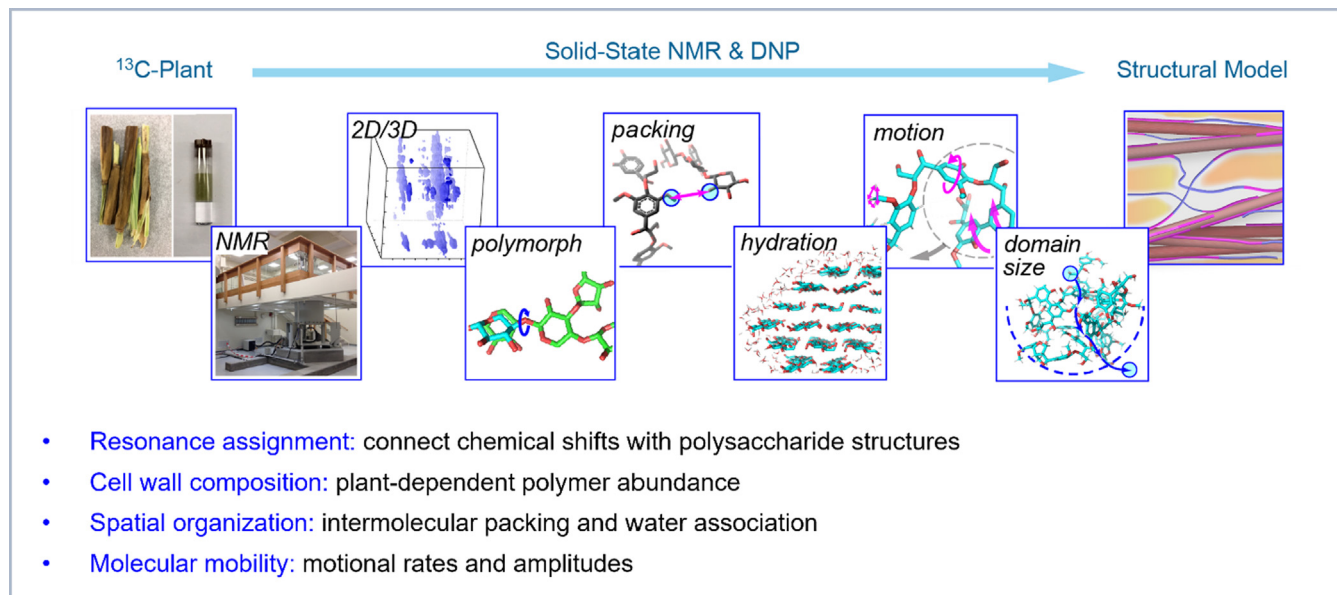 Solid-State NMR & DNP
¹³C-Plant
Structural Model
2D/3D
packing
motion
NMR
polymorph
hydration
domain
size
• Resonance assignment: connect chemical shifts with polysaccharide structures
• Cell wall composition: plant-dependent polymer abundance
• Spatial organization: intermolecular packing and water association
• Molecular mobility: motional rates and amplitudes